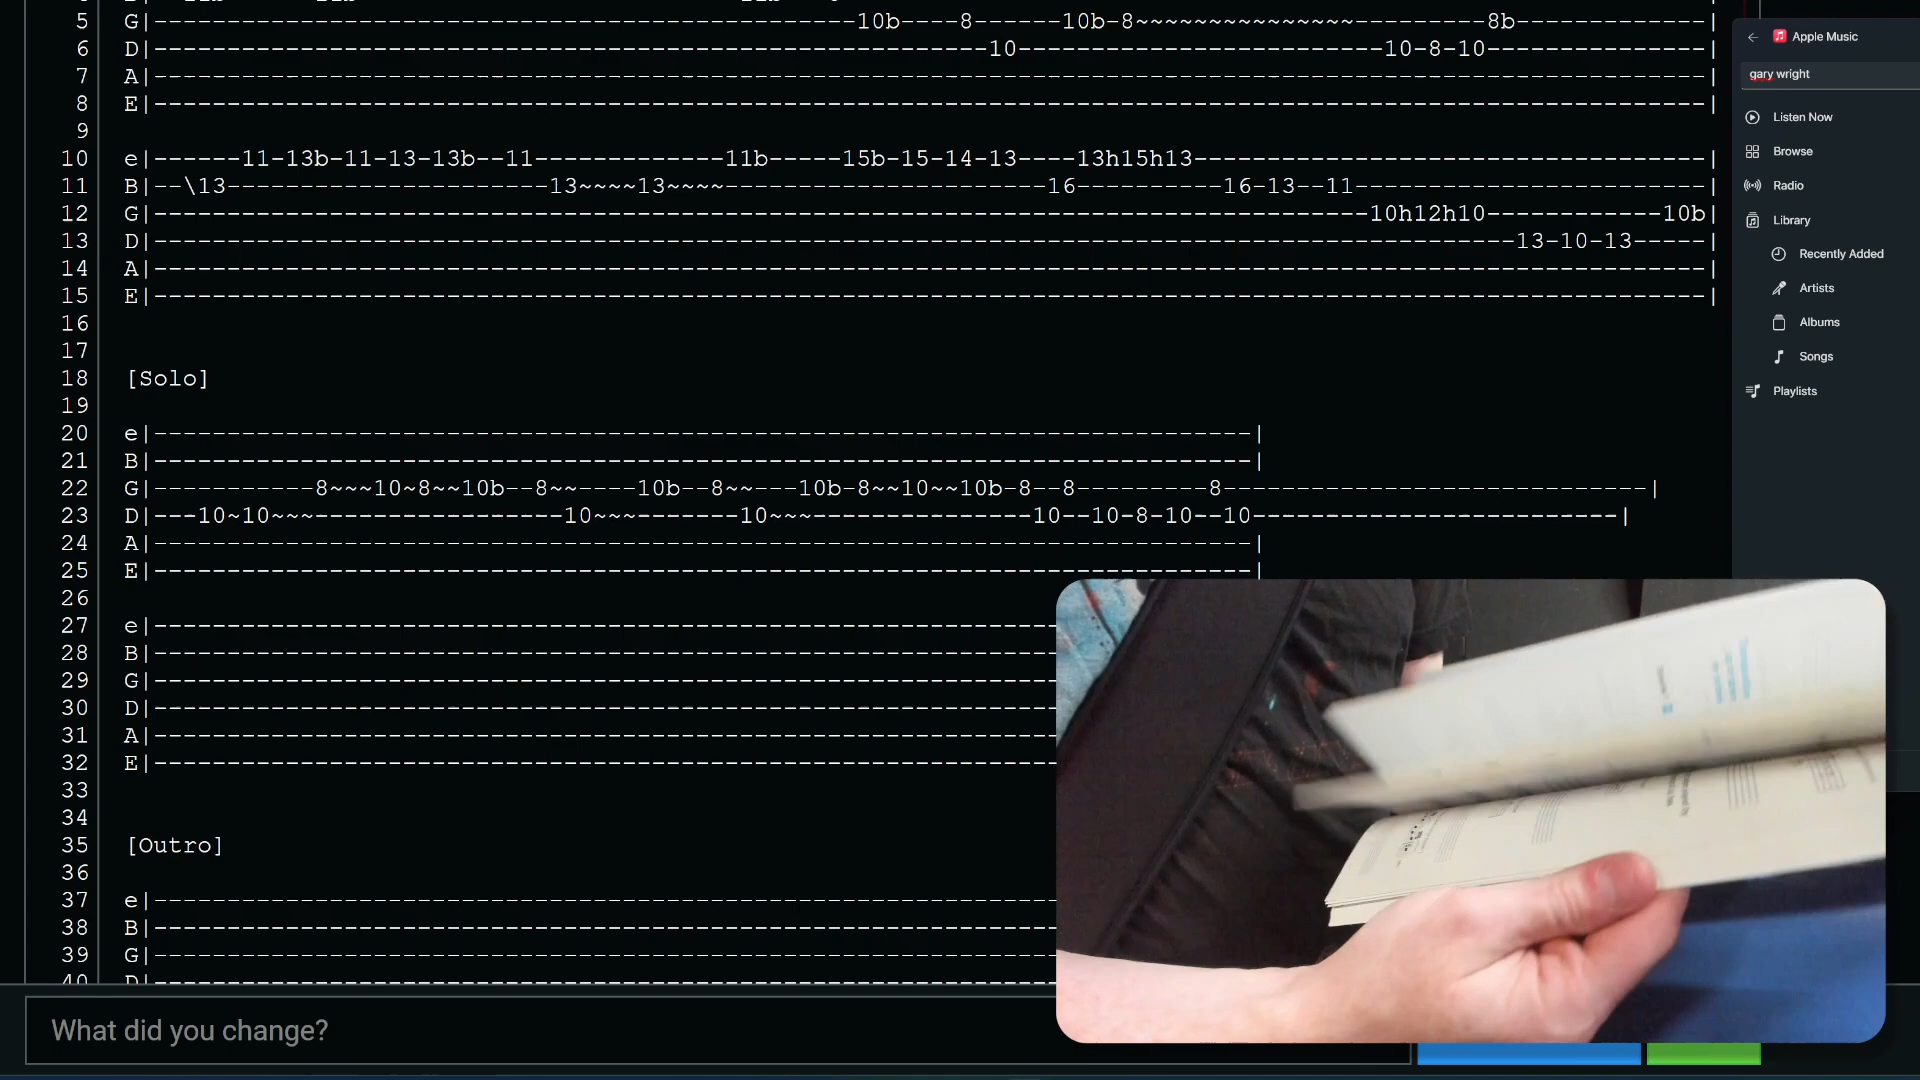 5 G|------------------------------------------------10b----8------10b-8~~~~~~~~~~~~~~~---------8b-------------|
6 D|---------------------------------------------------------10-------------------------10-8-10---------------|
7 A|----------------------------------------------------------------------------------------------------------|
8 E|----------------------------------------------------------------------------------------------------------|
9
10 e|------11-13b-11-13-13b--11-------------11b-----15b-15-14-13----13h15h13-----------------------------------|
11 B|--\13----------------------13~~~~13~~~~----------------------16----------16-13--11------------------------|
12 G|-----------------------------------------------------------------------------------10h12h10------------10b|
13 D|---------------------------------------------------------------------------------------------13-10-13-----|
14 A|----------------------------------------------------------------------------------------------------------|
15 E|----------------------------------------------------------------------------------------------------------|
16
17
18 [Solo]
19
20 e|---------------------------------------------------------------------------|
21 B|---------------------------------------------------------------------------|
22 G|-----------8~~~10~8~~10b--8~~----10b--8~~---10b-8~~10~~10b-8--8---------8-----------------------------|
23 D|---10~10~~~-----------------10~~~-------10~~~---------------10--10-8-10--10-------------------------|
24 A|---------------------------------------------------------------------------|
25 E|---------------------------------------------------------------------------|
26
27 e|--------------------------------------------------------------
28 B|--------------------------------------------------------------
29 G|--------------------------------------------------------------
30 D|--------------------------------------------------------------
31 A|--------------------------------------------------------------
32 E|--------------------------------------------------------------
33
34
35 [Outro]
36
37 e|--------------------------------------------------------------
38 B|--------------------------------------------------------------
39 G|--------------------------------------------------------------
What did you change?
Apple Music
gary wright
Listen Now
Browse
Radio
Library
Recently Added
Artists
Albums
Songs
Playlists